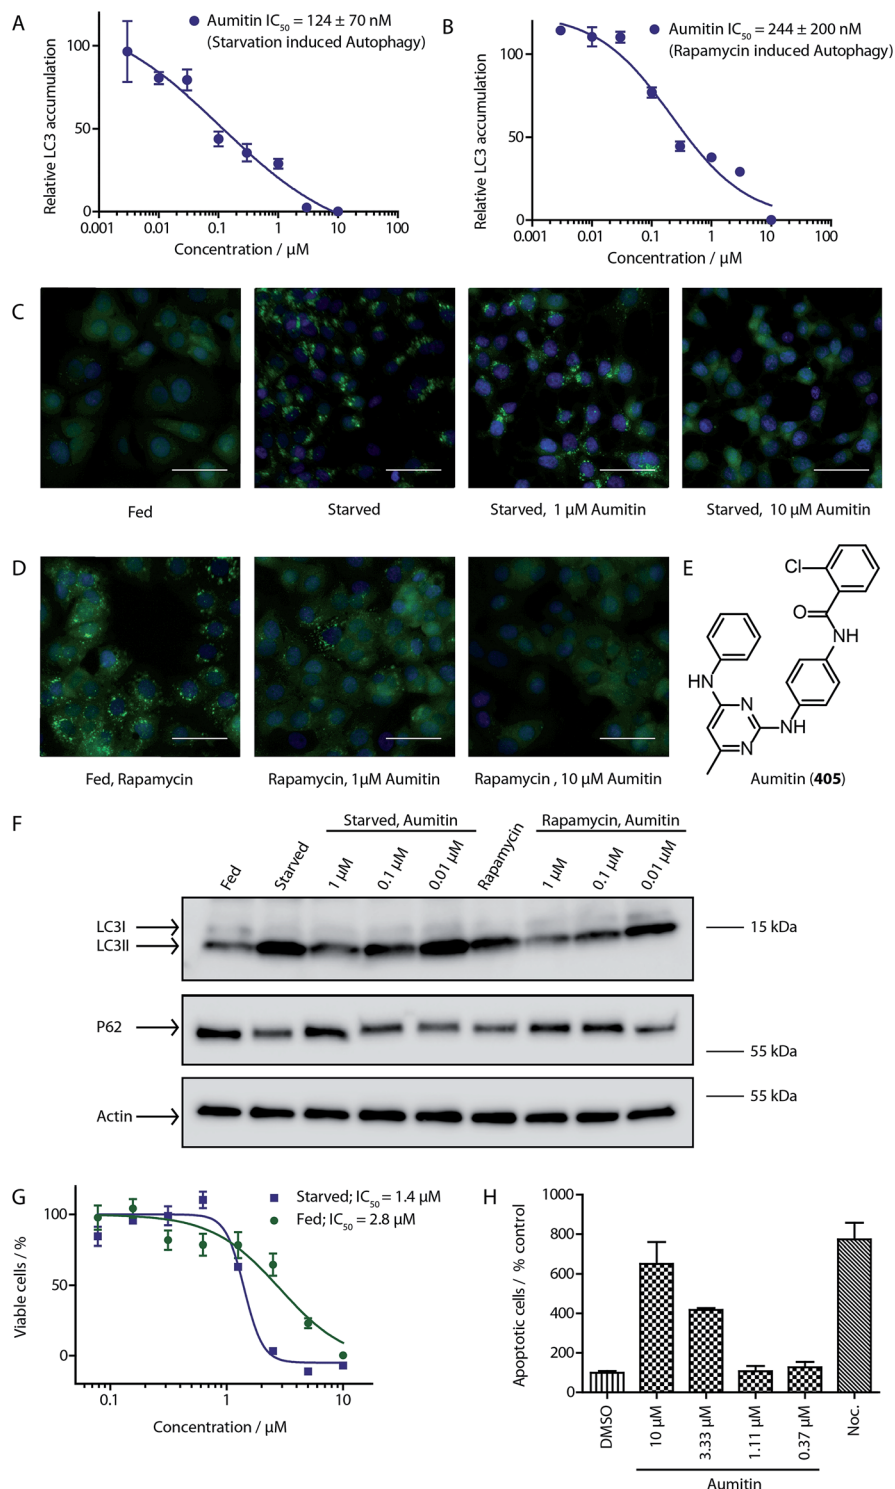 A
Aumitin IC50 = 124 ± 70 nM
(Starvation induced Autophagy)
Relative LC3 accumulation
100
50
0
0.001 0.01 0.1 1 10 100
Concentration / µM
B
Aumitin IC50 = 244 ± 200 nM
(Rapamycin induced Autophagy)
Relative LC3 accumulation
100
50
0
0.001 0.01 0.1 1 10 100
Concentration / µM
C
Fed
Starved
Starved, 1 µM Aumitin
Starved, 10 µM Aumitin
D
Fed, Rapamycin
Rapamycin, 1µM Aumitin
Rapamycin , 10 µM Aumitin
E
Cl
O
NH
HN
N
N
NH
Aumitin (405)
F
Starved, Aumitin
Rapamycin, Aumitin
Fed
Starved
1 µM
0.1 µM
0.01 µM
Rapamycin
1 µM
0.1 µM
0.01 µM
LC3I
LC3II
15 kDa
P62
55 kDa
55 kDa
Actin
G
Starved; IC50 = 1.4 µM
Fed; IC50 = 2.8 µM
Viable cells / %
100
50
0
0.1 1 10
Concentration / µM
H
Apoptotic cells / % control
1000
800
600
400
200
0
DMSO
10 µM
3.33 µM
1.11 µM
0.37 µM
Noc.
Aumitin